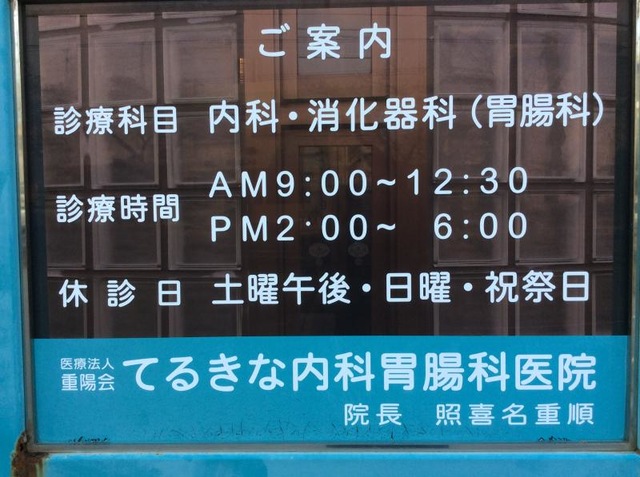 ご案内
診療科目 内科・消化器科(胃腸科)
診療時間 AM9:00~12:30
PM2:00~ 6:00
休診日 土曜午後・日曜・祝祭日
医療法人
重陽会 てるきな内科胃腸科医院
院長 照喜名重順